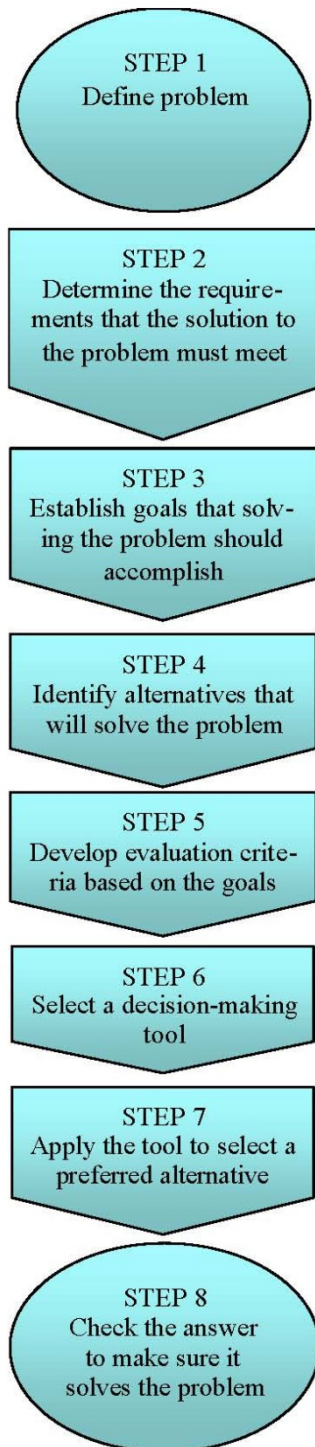 STEP 1
Define problem
STEP 2
Determine the require-
ments that the solution to
the problem must meet
STEP 3
Establish goals that solv-
ing the problem should
accomplish
STEP 4
Identify alternatives that
will solve the problem
STEP 5
Develop evaluation crite-
ria based on the goals
STEP 6
Select a decision-making
tool
STEP 7
Apply the tool to select a
preferred alternative
STEP 8
Check the answer
to make sure it
solves the problem